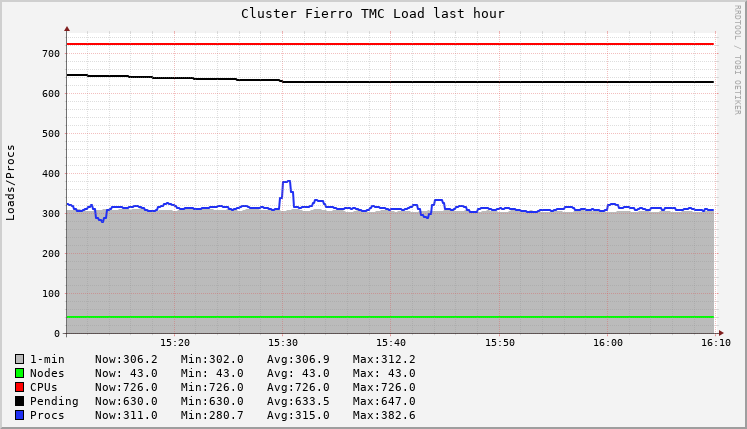 Cluster Fierro TMC Load last hour
RRDTOOL / TOBI OETIKER
Loads/Procs
700
600
500
400
300
200
100
0
15:20 15:30 15:40 15:50 16:00 16:10
1-min Now:306.2 Min:302.0 Avg:306.9 Max:312.2
Nodes Now: 43.0 Min: 43.0 Avg: 43.0 Max: 43.0
CPUs Now:726.0 Min:726.0 Avg:726.0 Max:726.0
Pending Now:630.0 Min:630.0 Avg:633.5 Max:647.0
Procs Now:311.0 Min:280.7 Avg:315.0 Max:382.6